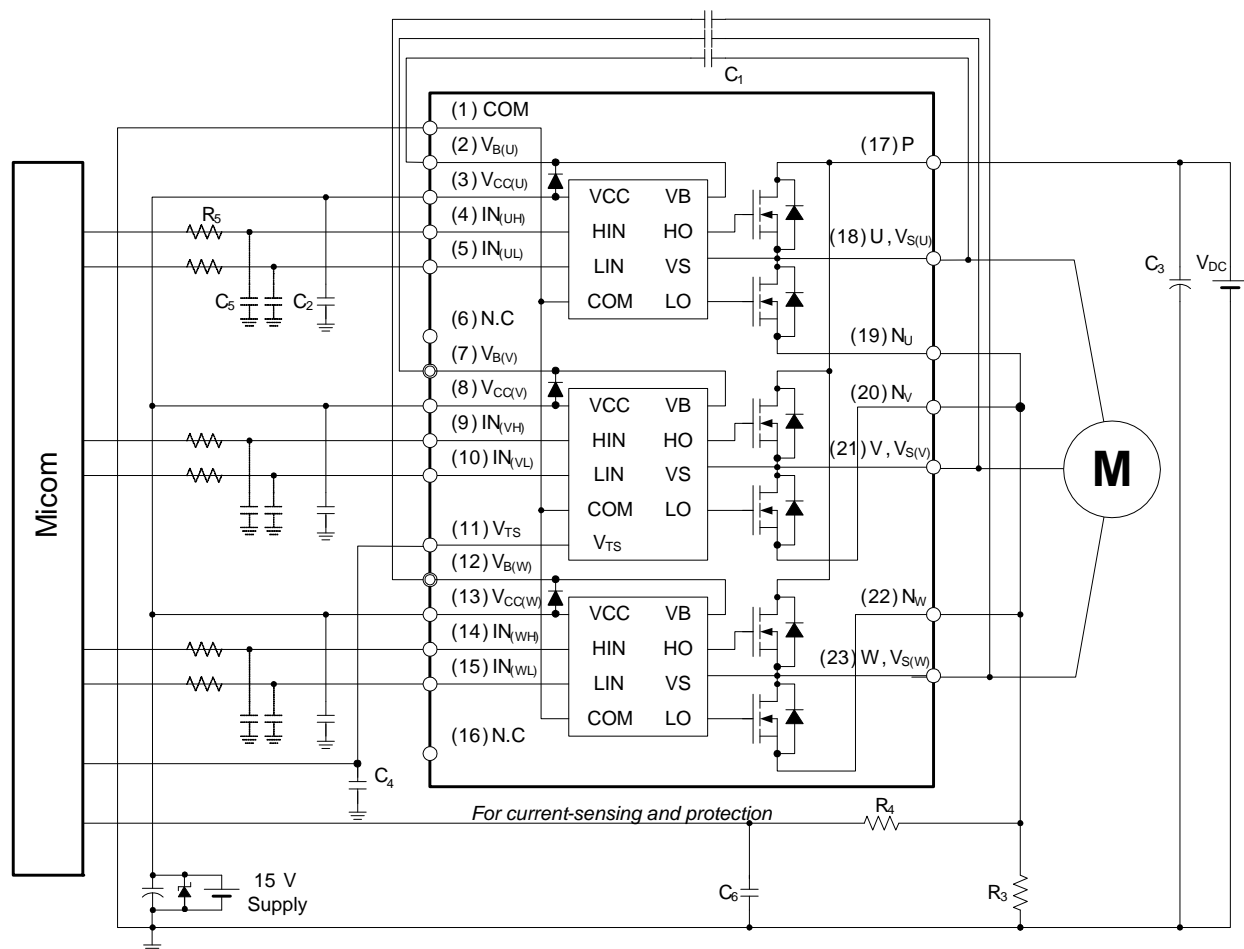 C1
(1) COM
(2) VB(U)
(3) VCC(U)
(4) IN(UH)
(5) IN(UL)
(6) N.C
(7) VB(V)
(8) VCC(V)
(9) IN(VH)
(10) IN(VL)
(11) VTS
(12) VB(W)
(13) VCC(W)
(14) IN(WH)
(15) IN(WL)
(16) N.C
VCC VB
HIN HO
LIN VS
COM LO
VCC VB
HIN HO
LIN VS
COM LO
VTS
VCC VB
HIN HO
LIN VS
COM LO
(17) P
(18) U, VS(U)
(19) NU
(20) NV
(21) V, VS(V)
(22) NW
(23) W, VS(W)
Micom
R5
C5
C2
C3
VDC
M
C4
For current-sensing and protection
R4
15 V
Supply
C6
R3